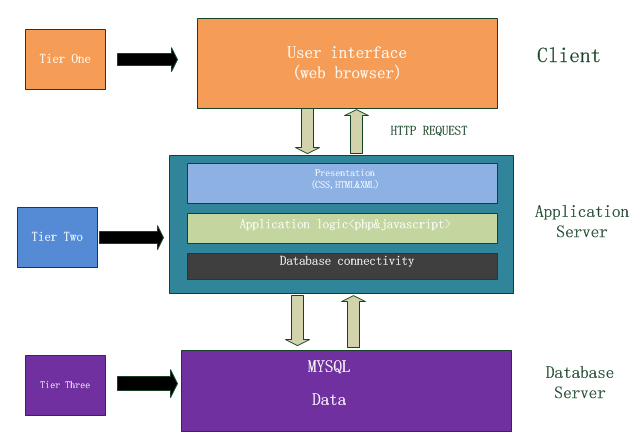 Tier One
User interface
(web browser)
Client
HTTP REQUEST
Presentation
(CSS,HTML&XML)
Application logic<php&javascript>
Database connectivity
Tier Two
Application
Server
Tier Three
MYSQL
Data
Database
Server